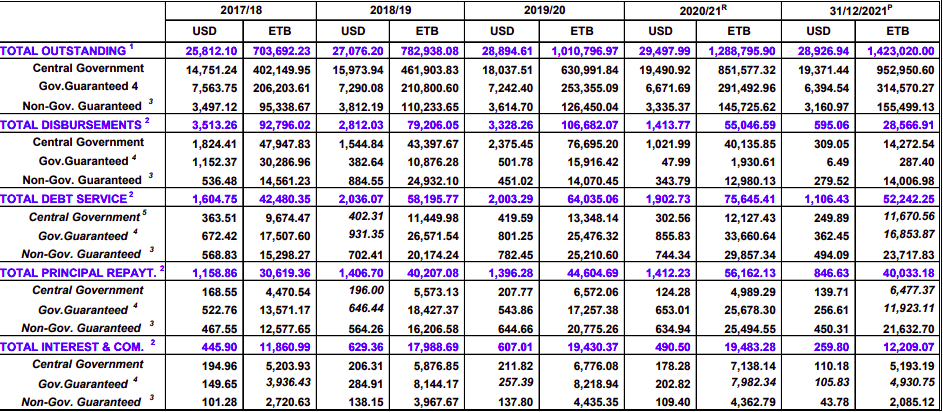 2017/18 2018/19 2019/20 2020/21R 31/12/2021P
USD ETB USD ETB USD ETB USD ETB USD ETB
TOTAL OUTSTANDING 1 25,812.10 703,692.23 27,076.20 782,938.08 28,894.61 1,010,796.97 29,497.99 1,288,795.90 28,926.94 1,423,020.00
Central Government 14,751.24 402,149.95 15,973.94 461,903.83 18,037.51 630,991.84 19,490.92 851,577.32 19,371.44 952,950.60
Gov.Guaranteed 4 7,563.75 206,203.61 7,290.08 210,800.60 7,242.40 253,355.09 6,671.69 291,492.96 6,394.54 314,570.27
Non-Gov. Guaranteed 3 3,497.12 95,338.67 3,812.19 110,233.65 3,614.70 126,450.04 3,335.37 145,725.62 3,160.97 155,499.13
TOTAL DISBURSEMENTS 2 3,513.26 92,796.02 2,812.03 79,206.05 3,328.26 106,682.07 1,413.77 55,046.59 595.06 28,566.91
Central Government 1,824.41 47,947.83 1,544.84 43,397.67 2,375.45 76,695.20 1,021.99 40,135.85 309.05 14,272.54
Gov.Guaranteed 4 1,152.37 30,286.96 382.64 10,876.28 501.78 15,916.42 47.99 1,930.61 6.49 287.40
Non-Gov. Guaranteed 3 536.48 14,561.23 884.55 24,932.10 451.02 14,070.45 343.79 12,980.13 279.52 14,006.98
TOTAL DEBT SERVICE 2 1,604.75 42,480.35 2,036.07 58,195.77 2,003.29 64,035.06 1,902.73 75,645.41 1,106.43 52,242.25
Central Government 5 363.51 9,674.47 402.31 11,449.98 419.59 13,348.14 302.56 12,127.43 249.89 11,670.56
Gov.Guaranteed 4 672.42 17,507.60 931.35 26,571.54 801.25 25,476.32 855.83 33,660.64 362.45 16,853.87
Non-Gov. Guaranteed 3 568.83 15,298.27 702.41 20,174.24 782.45 25,210.60 744.34 29,857.34 494.09 23,717.83
TOTAL PRINCIPAL REPAYT. 2 1,158.86 30,619.36 1,406.70 40,207.08 1,396.28 44,604.69 1,412.23 56,162.13 846.63 40,033.18
Central Government 168.55 4,470.54 196.00 5,573.13 207.77 6,572.06 124.28 4,989.29 139.71 6,477.37
Gov.Guaranteed 4 522.76 13,571.17 646.44 18,427.37 543.86 17,257.38 653.01 25,678.30 256.61 11,923.11
Non-Gov. Guaranteed 3 467.55 12,577.65 564.26 16,206.58 644.66 20,775.26 634.94 25,494.55 450.31 21,632.70
TOTAL INTEREST & COM. 2 445.90 11,860.99 629.36 17,988.69 607.01 19,430.37 490.50 19,483.28 259.80 12,209.07
Central Government 194.96 5,203.93 206.31 5,876.85 211.82 6,776.08 178.28 7,138.14 110.18 5,193.19
Gov.Guaranteed 4 149.65 3,936.43 284.91 8,144.17 257.39 8,218.94 202.82 7,982.34 105.83 4,930.75
Non-Gov. Guaranteed 3 101.28 2,720.63 138.15 3,967.67 137.80 4,435.35 109.40 4,362.79 43.78 2,085.12